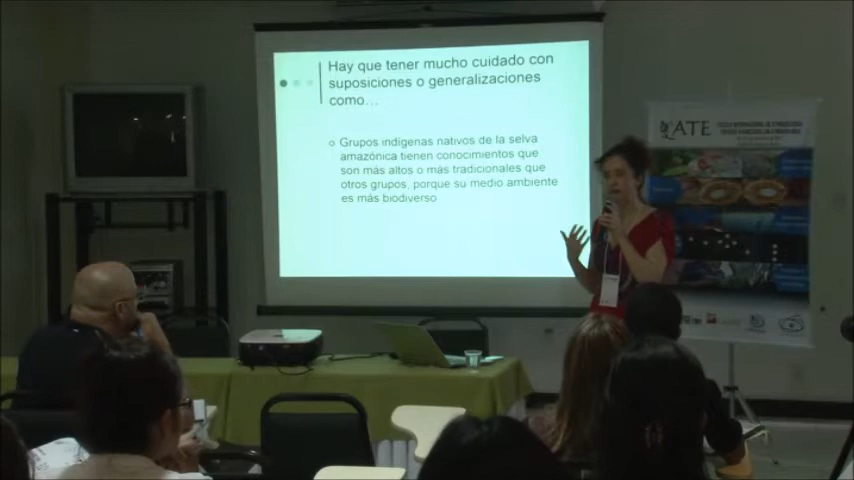 Hay que tener mucho cuidado con
suposiciones o generalizaciones
como…
Grupos indígenas nativos de la selva
amazónica tienen conocimientos que
son más altos o más tradicionales que
otros grupos, porque su medio ambiente
es más biodiverso
ATE